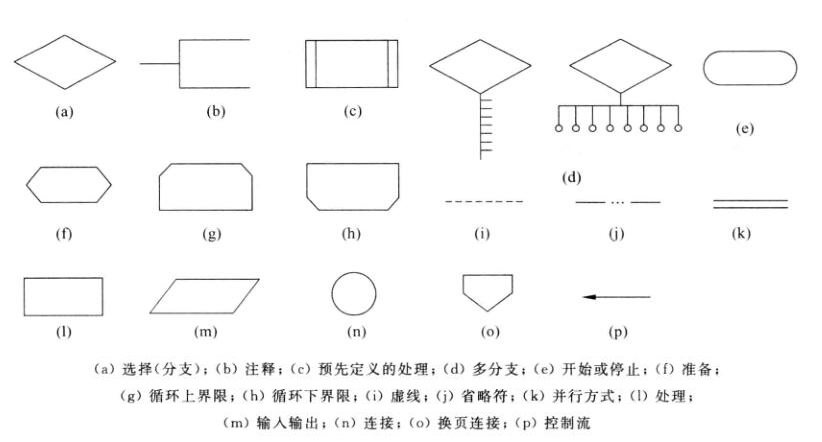 (a) (b) (c) (e)
(d)
(f) (g) (h) (i) (j) (k)
(l) (m) (n) (o) (p)
(a) 选择(分支); (b) 注释; (c) 预先定义的处理; (d) 多分支; (e) 开始或停止; (f) 准备;
(g) 循环上界限; (h) 循环下界限; (i) 虚线; (j) 省略符; (k) 并行方式; (l) 处理;
(m) 输入输出; (n) 连接; (o) 换页连接; (p) 控制流